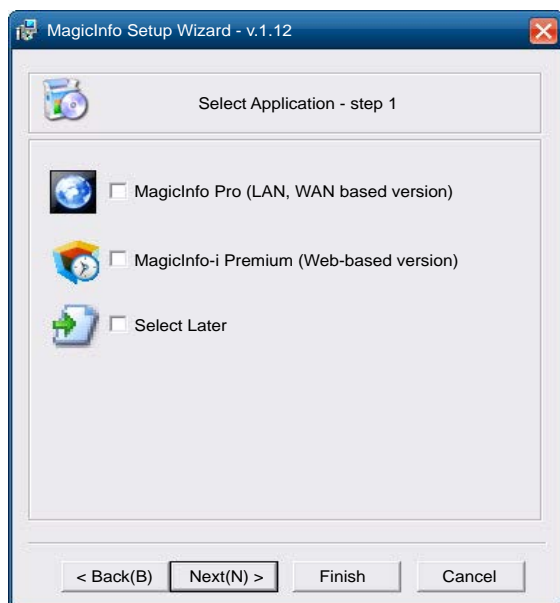 MagicInfo Setup Wizard - v.1.12
Select Application - step 1
MagicInfo Pro (LAN, WAN based version)
MagicInfo-i Premium (Web-based version)
Select Later
< Back(B) Next(N) > Finish Cancel